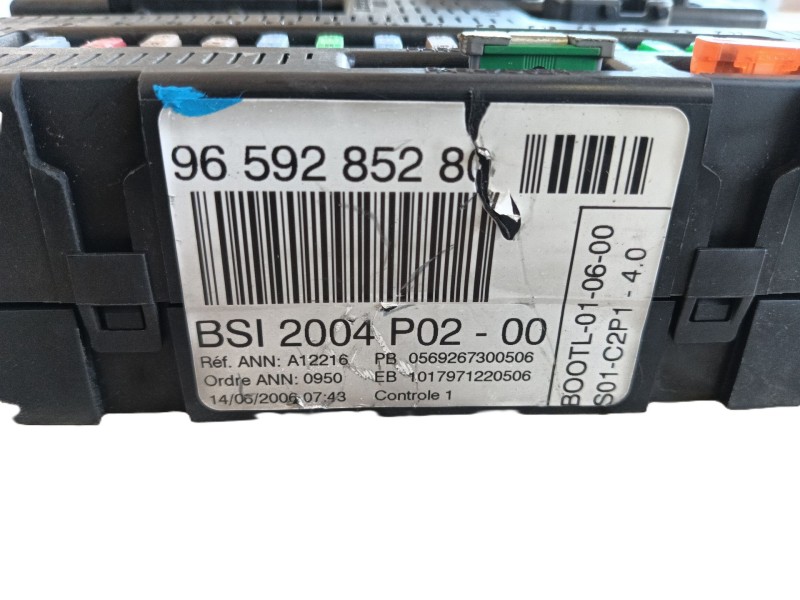 96 592 852 80
BSI 2004 P02 - 00
Réf. ANN: A12216 PB 0569267300506
Ordre ANN: 0950 EB 1017971220506
14/06/2006 07:43 Controle 1
BOOTL-01-06-00
S01-C2P1 - 4.0